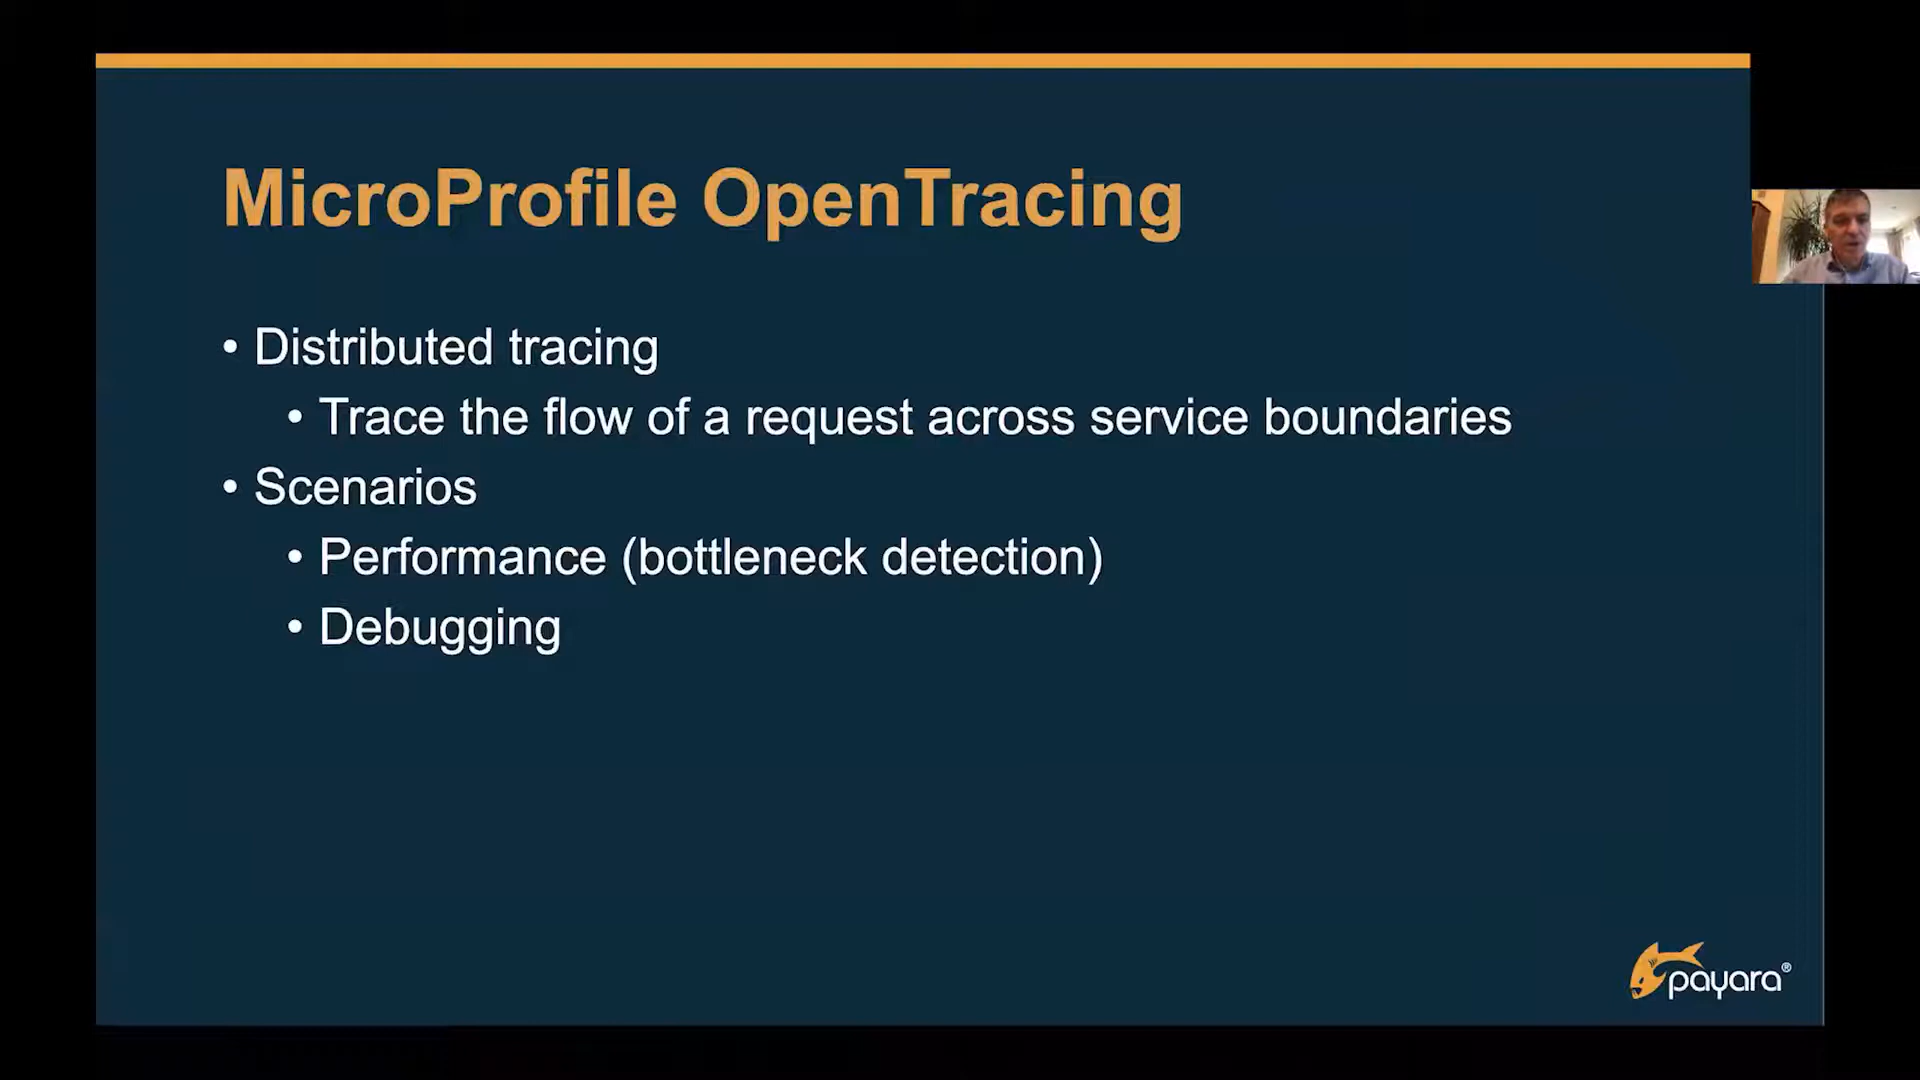 MicroProfile OpenTracing
• Distributed tracing
• Trace the flow of a request across service boundaries
• Scenarios
• Performance (bottleneck detection)
• Debugging
payara®